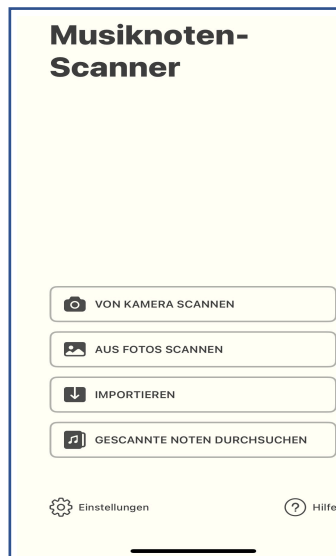 Musiknoten-
Scanner
VON KAMERA SCANNEN
AUS FOTOS SCANNEN
IMPORTIEREN
GESCANNTE NOTEN DURCHSUCHEN
Einstellungen
Hilfe